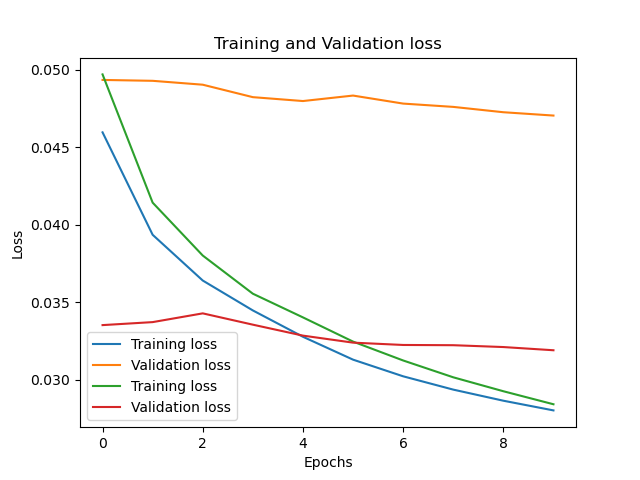 Training and Validation loss
0.050
0.045
0.040
0.035
0.030
Loss
Training loss
Validation loss
Training loss
Validation loss
0
2
4
6
8
Epochs